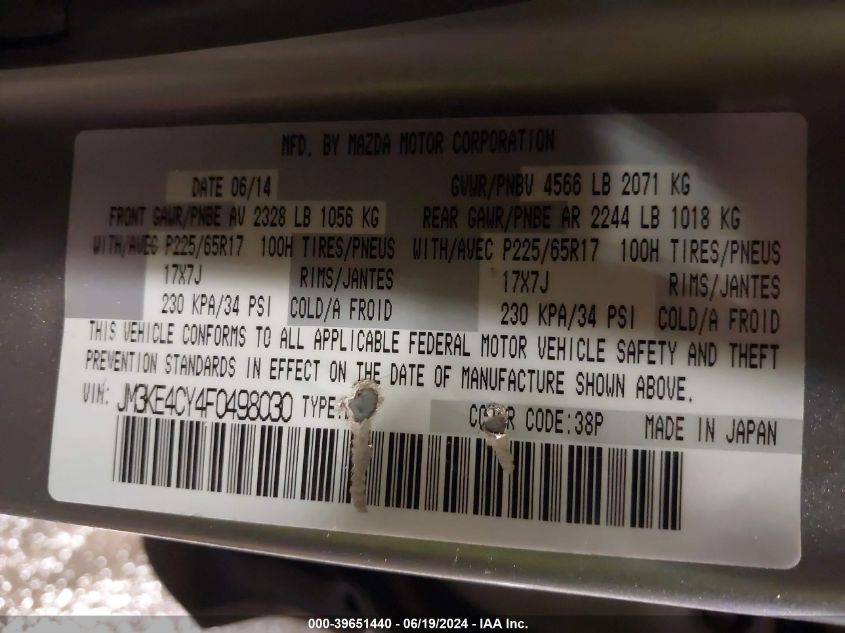 MFD. BY MAZDA MOTOR CORPORATION
DATE 06/14 GVWR/PNBV 4566 LB 2071 KG
FRONT GAWR/PNBE AV 2328 LB 1056 KG REAR GAWR/PNBE AR 2244 LB 1018 KG
WITH/AVEC P225/65R17 100H TIRES/PNEUS WITH/AVEC P225/65R17 100H TIRES/PNEUS
17X7J RIMS/JANTES 17X7J RIMS/JANTES
230 KPA/34 PSI COLD/A FROID 230 KPA/34 PSI COLD/A FROID
THIS VEHICLE CONFORMS TO ALL APPLICABLE FEDERAL MOTOR VEHICLE SAFETY AND THEFT
PREVENTION STANDARDS IN EFFECT ON THE DATE OF MANUFACTURE SHOWN ABOVE.
VIN: JM3KE4CY4F0498030 TYPE: COLOR CODE:38P MADE IN JAPAN
000-39651440 - 06/19/2024 - IAA Inc.